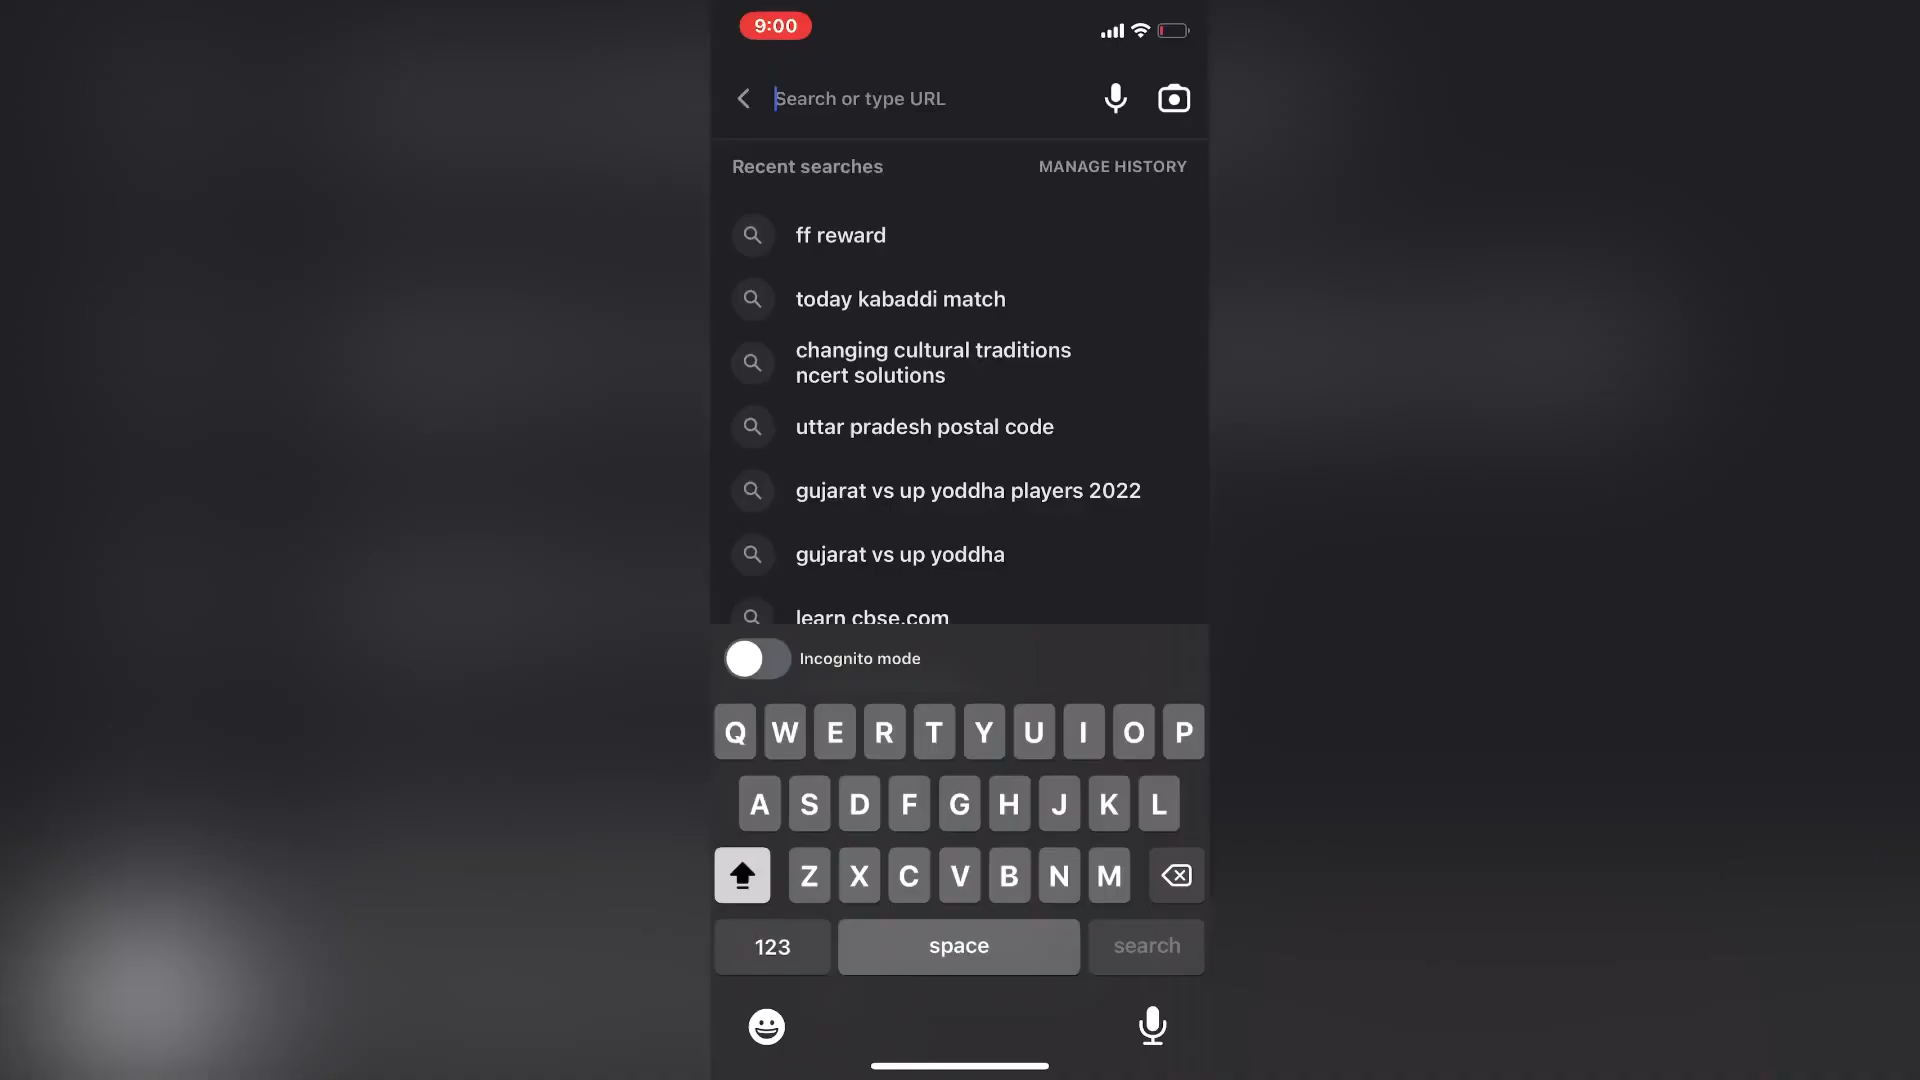 9:00
Search or type URL
Recent searches
MANAGE HISTORY
ff reward
today kabaddi match
changing cultural traditions
ncert solutions
uttar pradesh postal code
gujarat vs up yoddha players 2022
gujarat vs up yoddha
learn cbse.com
Incognito mode
Q W E R T Y U I O P
A S D F G H J K L
Z X C V B N M
123 space search